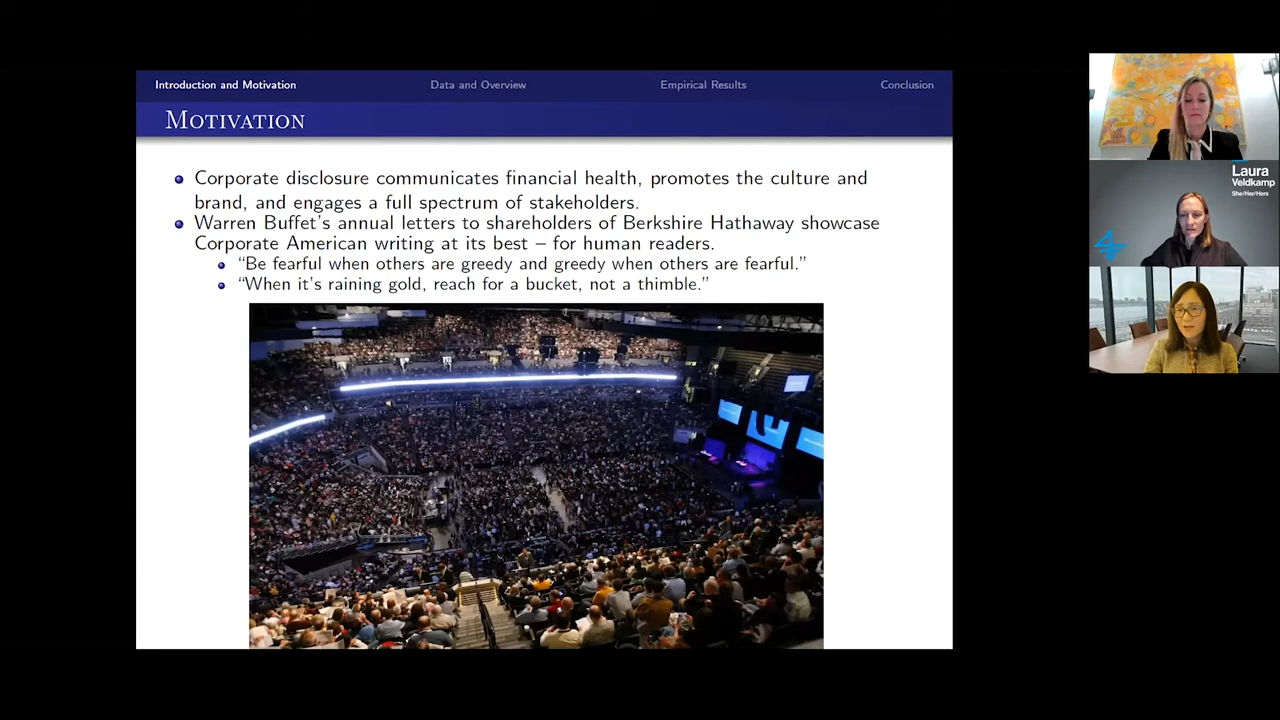 Introduction and Motivation
Data and Overview
Empirical Results
Conclusion
MOTIVATION
Corporate disclosure communicates financial health, promotes the culture and
brand, and engages a full spectrum of stakeholders.
Warren Buffet's annual letters to shareholders of Berkshire Hathaway showcase
Corporate American writing at its best – for human readers.
“Be fearful when others are greedy and greedy when others are fearful.”
“When it's raining gold, reach for a bucket, not a thimble.”
Laura
Veldkamp
She/Her/Hers